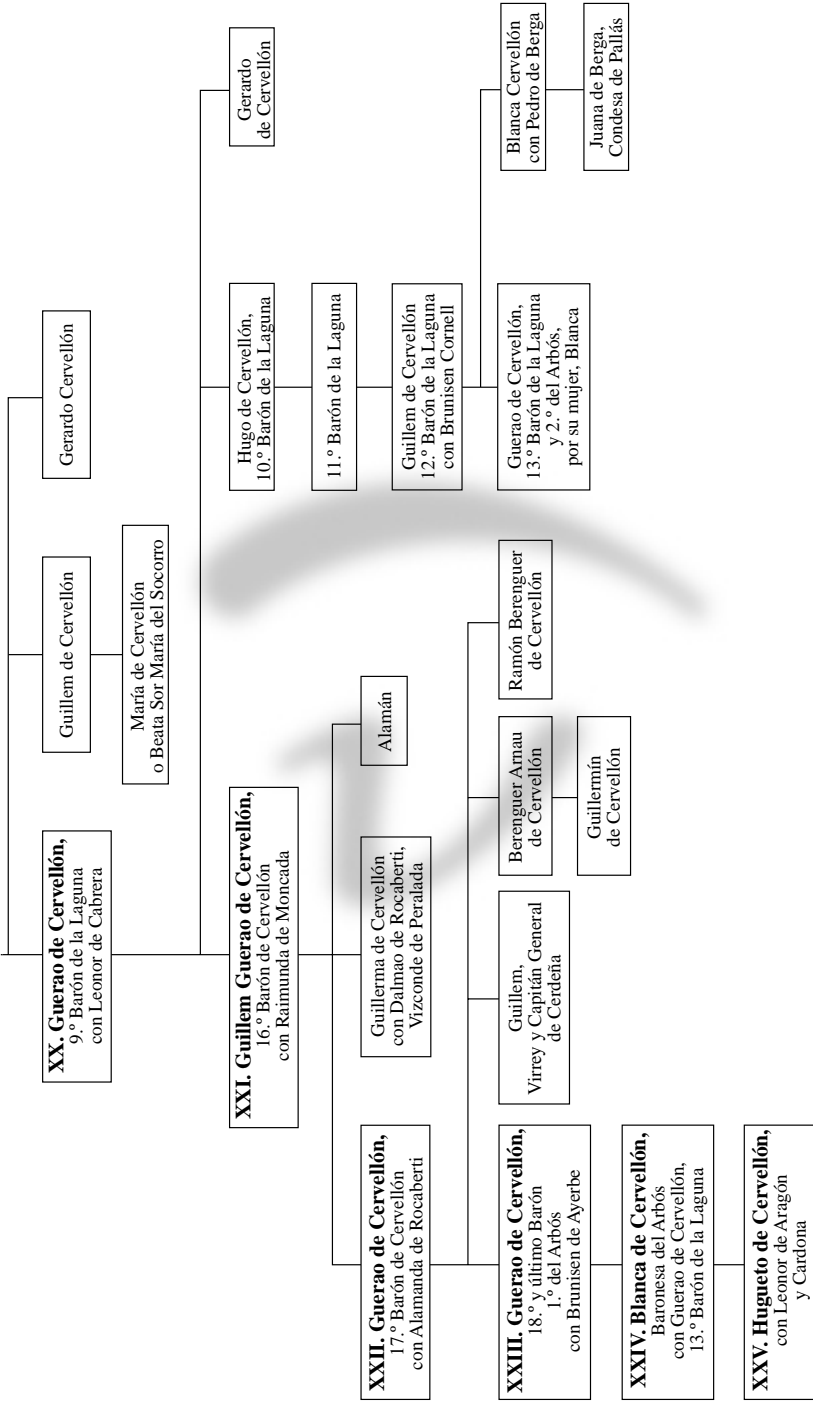 XX. Guerao de Cervellón,
9.º Barón de la Laguna
con Leonor de Cabrera
Guillem de Cervellón
Gerardo Cervellón
María de Cervellón
o Beata Sor María del Socorro
XXI. Guillem Guerao de Cervellón,
16.º Barón de Cervellón
con Raimunda de Moncada
Hugo de Cervellón,
10.º Barón de la Laguna
Gerardo
de Cervellón
11.º Barón de la Laguna
XXII. Guerao de Cervellón,
17.º Barón de Cervellón
con Alamanda de Rocaberti
Guillerma de Cervellón
con Dalmao de Rocaberti,
Vizconde de Peralada
Alamán
Guillem de Cervellón
12.º Barón de la Laguna
con Brunisen Cornell
XXIII. Guerao de Cervellón,
18.º y último Barón
1.º del Arbós
con Brunisen de Ayerbe
Guillem,
Virrey y Capitán General
de Cerdeña
Berenguer Arnau
de Cervellón
Ramón Berenguer
de Cervellón
Guerao de Cervellón,
13.º Barón de la Laguna
y 2.º del Arbós,
por su mujer, Blanca
Blanca Cervellón
con Pedro de Berga
Guillermín
de Cervellón
Juana de Berga,
Condesa de Pallás
XXIV. Blanca de Cervellón,
Baronesa del Arbós
con Guerao de Cervellón,
13.º Barón de la Laguna
XXV. Hugueto de Cervellón,
con Leonor de Aragón
y Cardona